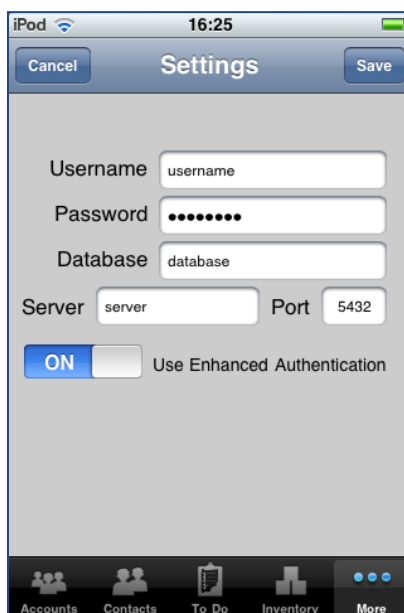 iPod 16:25
Cancel Settings Save
Username username
Password ••••••••
Database database
Server server Port 5432
ON Use Enhanced Authentication
Accounts Contacts To Do Inventory More